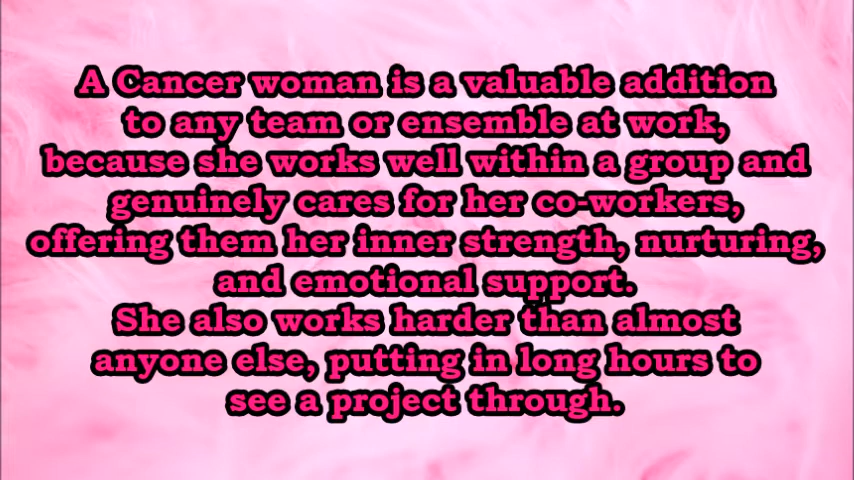 A Cancer woman is a valuable addition
to any team or ensemble at work,
because she works well within a group and
genuinely cares for her co-workers,
offering them her inner strength, nurturing,
and emotional support.
She also works harder than almost
anyone else, putting in long hours to
see a project through.